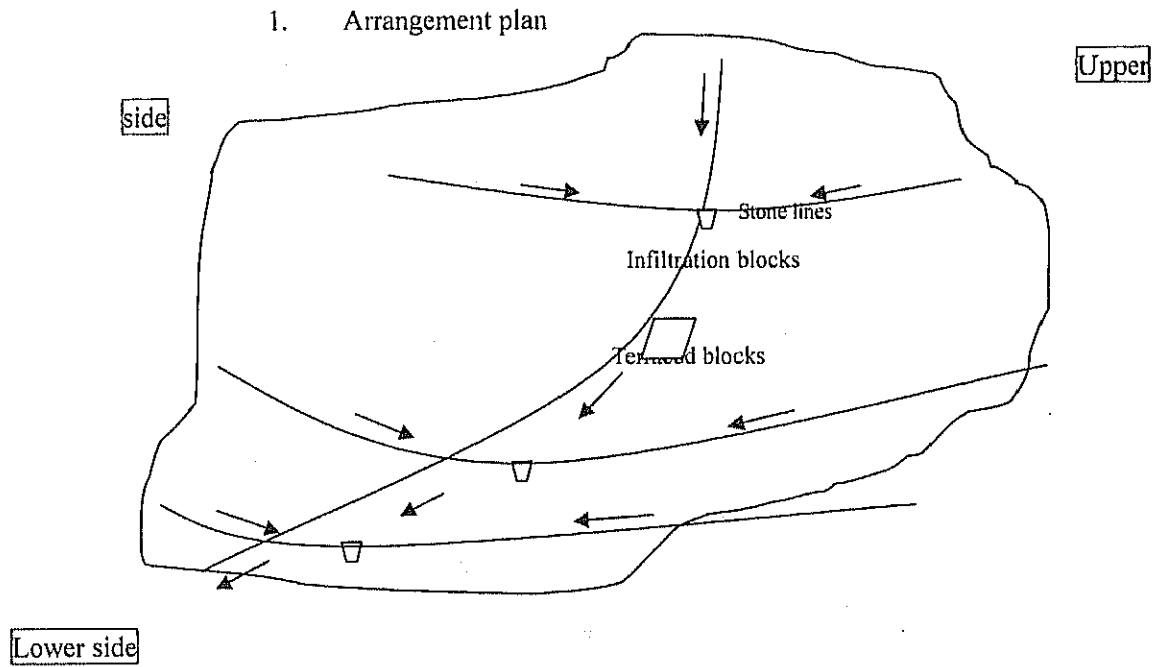 1. Arrangement plan
Upper
side
Stone lines
Infiltration blocks
Terraced blocks
Lower side